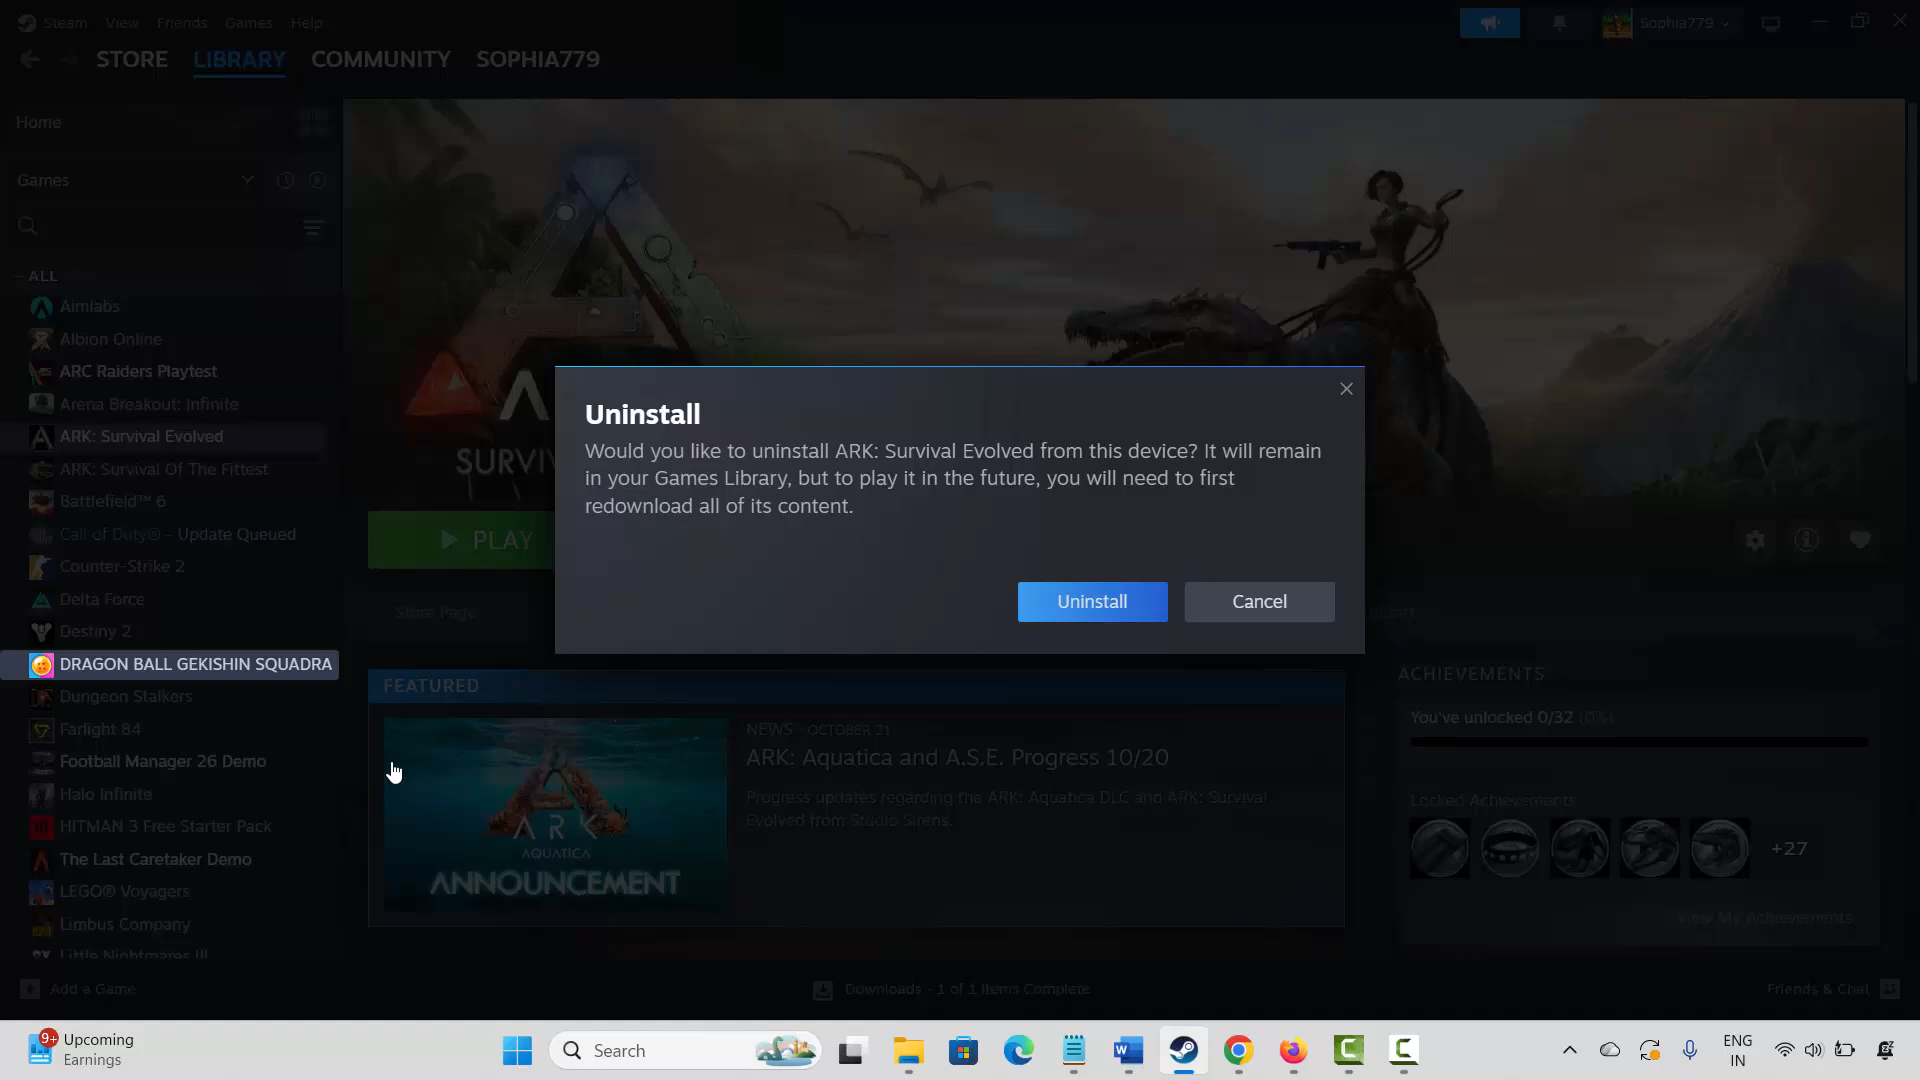 Steam View Friends Games Help
Sophia779
STORE LIBRARY COMMUNITY SOPHIA779
Home
Games
ALL
Aimlabs
Albion Online
ARC Raiders Playtest
Arena Breakout: Infinite
ARK: Survival Evolved
ARK: Survival Of The Fittest
Battlefield™ 6
Call of Duty® - Update Queued
Counter-Strike 2
Delta Force
Destiny 2
DRAGON BALL GEKISHIN SQUADRA
Dungeon Stalkers
Farlight 84
Football Manager 26 Demo
Halo Infinite
HITMAN 3 Free Starter Pack
The Last Caretaker Demo
LEGO® Voyagers
Limbus Company
Little Nightmares III
PLAY
Store Page
Uninstall
Would you like to uninstall ARK: Survival Evolved from this device? It will remain
in your Games Library, but to play it in the future, you will need to first
redownload all of its content.
Uninstall Cancel
FEATURED
ARK
AQUATICA
ANNOUNCEMENT
NEWS - OCTOBER 21
ARK: Aquatica and A.S.E. Progress 10/20
Progress updates regarding the ARK: Aquatica DLC and ARK: Survival
Evolved from Studio Sirens.
ACHIEVEMENTS
You've unlocked 0/32 (0%)
Locked Achievements
+27
View My Achievements
Add a Game
Downloads - 1 of 1 Items Complete
Friends & Chat
9+
Upcoming
Earnings
Search
ENG
IN